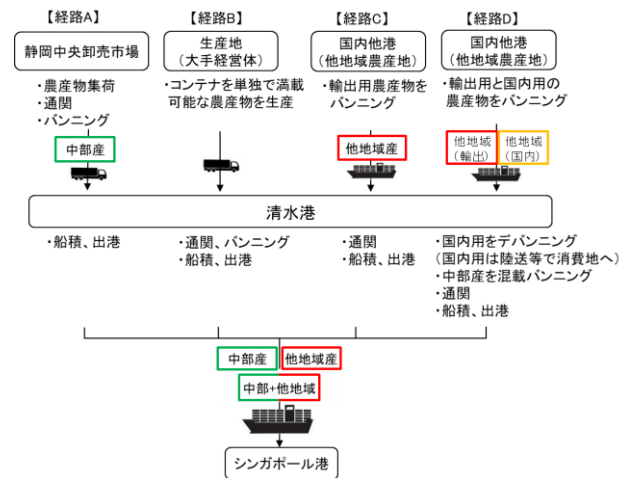 【経路A】
静岡中央卸売市場
・農産物集荷
・通関
・バンニング
中部産
【経路B】
生産地
(大手経営体)
・コンテナを単独で満載
可能な農産物を生産
【経路C】
国内他港
(他地域農産地)
・輸出用農産物を
バンニング
他地域産
【経路D】
国内他港
(他地域農産地)
・輸出用と国内用の
農産物をバンニング
他地域
(輸出)
他地域
(国内)
清水港
・船積、出港
・通関、バンニング
・船積、出港
・通関
・船積、出港
・国内用をデバンニング
(国内用は陸送等で消費地へ)
・中部産を混載バンニング
・通関
・船積、出港
中部産
他地域産
中部+他地域
シンガポール港